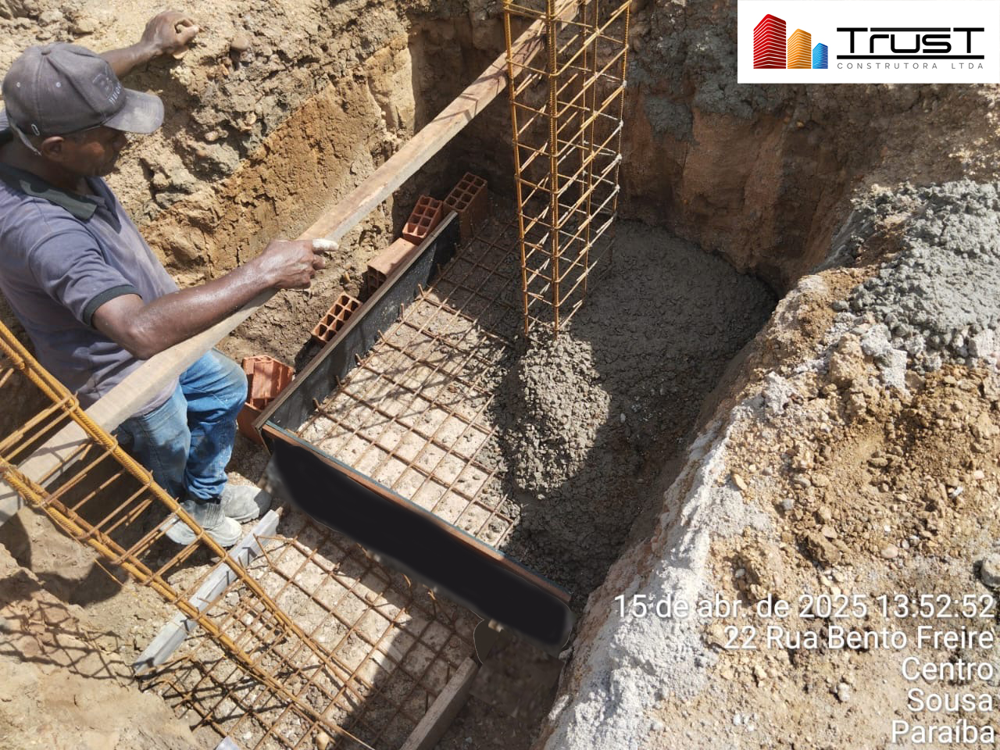 TrusT
CONSTRUTORA LTDA
15 de abr. de 2025 13:52:52
22 Rua Bento Freire
Centro
Sousa
Paraíba